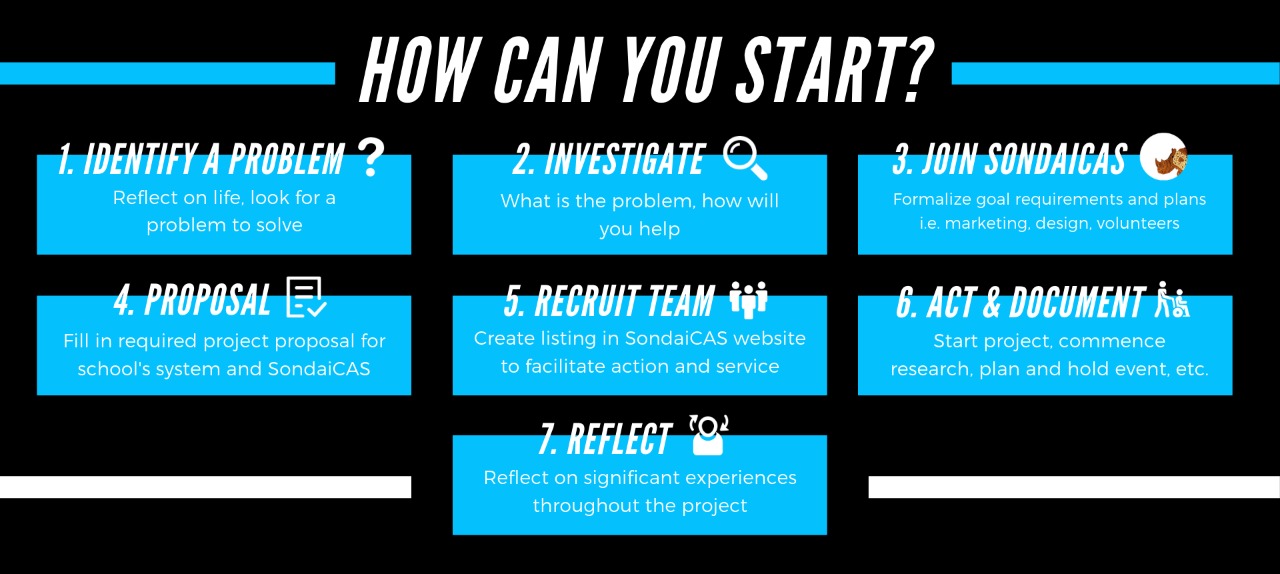 HOW CAN YOU START?
1. IDENTIFY A PROBLEM ?
Reflect on life, look for a
problem to solve
2. INVESTIGATE
What is the problem, how will
you help
3. JOIN SONDAICAS
Formalize goal requirements and plans
i.e. marketing, design, volunteers
4. PROPOSAL
Fill in required project proposal for
school's system and SondaiCAS
5. RECRUIT TEAM
Create listing in SondaiCAS website
to facilitate action and service
6. ACT & DOCUMENT
Start project, commence
research, plan and hold event, etc.
7. REFLECT
Reflect on significant experiences
throughout the project